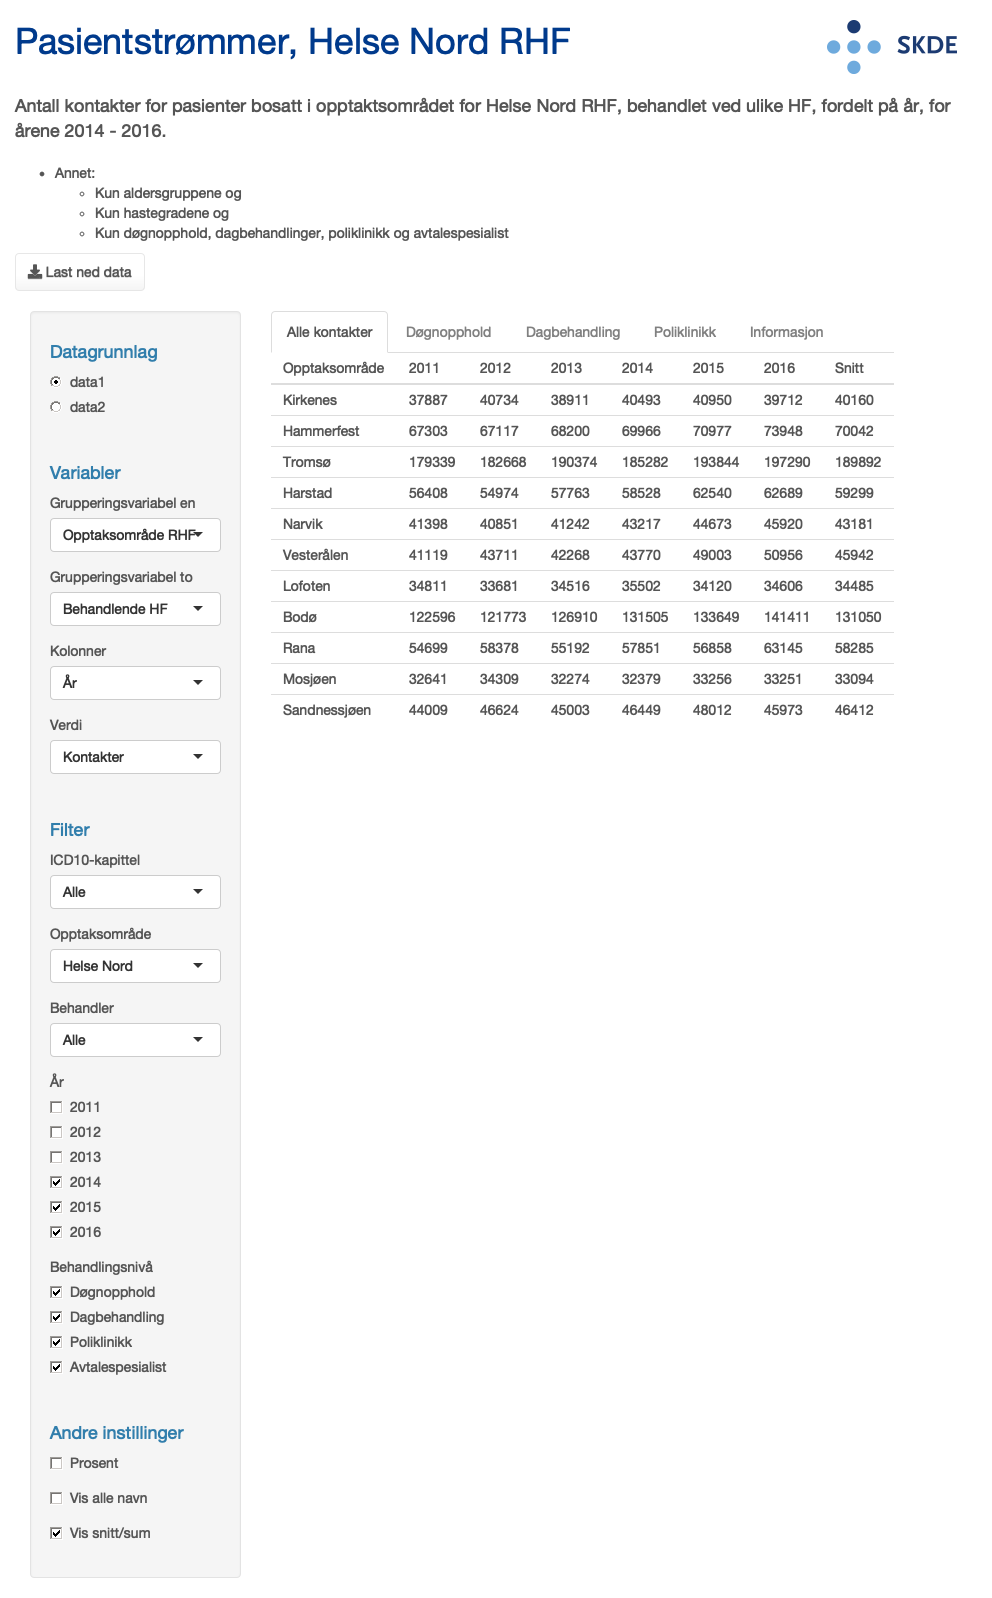 Pasientstrømmer, Helse Nord RHF
SKDE
Antall kontakter for pasienter bosatt i opptaktsområdet for Helse Nord RHF, behandlet ved ulike HF, fordelt på år, for
årene 2014 - 2016.
Annet:
Kun aldersgruppene og
Kun hastegradene og
Kun døgnopphold, dagbehandlinger, poliklinikk og avtalespesialist
Last ned data
Datagrunnlag
data1
data2
Variabler
Grupperingsvariabel en
Opptaksområde RHF
Grupperingsvariabel to
Behandlende HF
Kolonner
År
Verdi
Kontakter
Filter
ICD10-kapittel
Alle
Opptaksområde
Helse Nord
Behandler
Alle
År
2011
2012
2013
2014
2015
2016
Behandlingsnivå
Døgnopphold
Dagbehandling
Poliklinikk
Avtalespesialist
Andre instillinger
Prosent
Vis alle navn
Vis snitt/sum
Alle kontakter Døgnopphold Dagbehandling Poliklinikk Informasjon
Opptaksområde 2011 2012 2013 2014 2015 2016 Snitt
Kirkenes 37887 40734 38911 40493 40950 39712 40160
Hammerfest 67303 67117 68200 69966 70977 73948 70042
Tromsø 179339 182668 190374 185282 193844 197290 189892
Harstad 56408 54974 57763 58528 62540 62689 59299
Narvik 41398 40851 41242 43217 44673 45920 43181
Vesterålen 41119 43711 42268 43770 49003 50956 45942
Lofoten 34811 33681 34516 35502 34120 34606 34485
Bodø 122596 121773 126910 131505 133649 141411 131050
Rana 54699 58378 55192 57851 56858 63145 58285
Mosjøen 32641 34309 32274 32379 33256 33251 33094
Sandnessjøen 44009 46624 45003 46449 48012 45973 46412